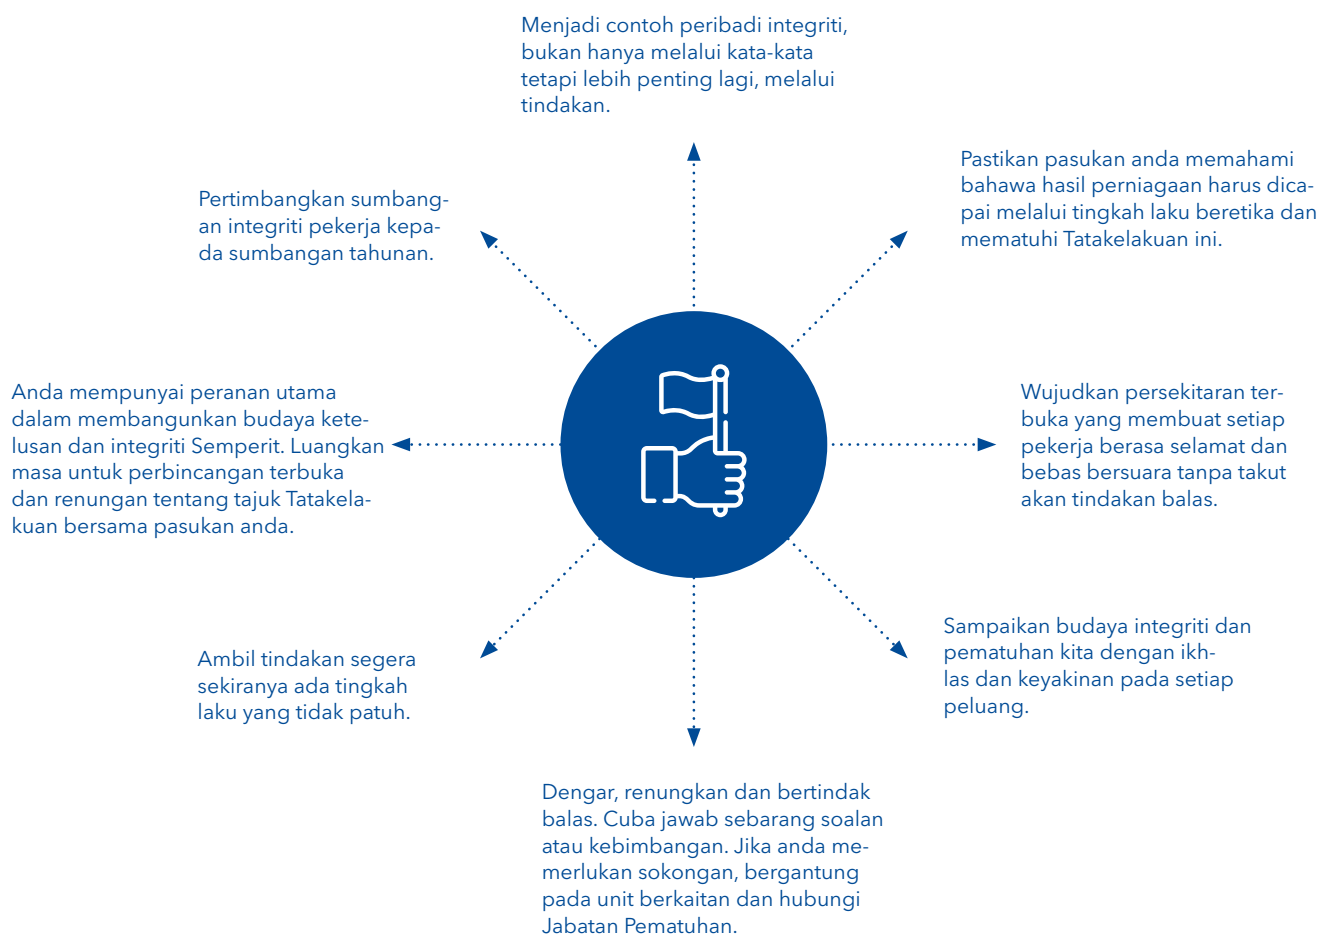 Menjadi contoh peribadi integriti,
bukan hanya melalui kata-kata
tetapi lebih penting lagi, melalui
tindakan.
Pastikan pasukan anda memahami
bahawa hasil perniagaan harus dica-
pai melalui tingkah laku beretika dan
mematuhi Tatakelakuan ini.
Wujudkan persekitaran ter-
buka yang membuat setiap
pekerja berasa selamat dan
bebas bersuara tanpa takut
akan tindakan balas.
Sampaikan budaya integriti dan
pematuhan kita dengan ikh-
las dan keyakinan pada setiap
peluang.
Dengar, renungkan dan bertindak
balas. Cuba jawab sebarang soalan
atau kebimbangan. Jika anda me-
merlukan sokongan, bergantung
pada unit berkaitan dan hubungi
Jabatan Pematuhan.
Ambil tindakan segera
sekiranya ada tingkah
laku yang tidak patuh.
Anda mempunyai peranan utama
dalam membangunkan budaya kete-
lusan dan integriti Semperit. Luangkan
masa untuk perbincangan terbuka
dan renungan tentang tajuk Tatakela-
kuan bersama pasukan anda.
Pertimbangkan sumbang-
an integriti pekerja kepa-
da sumbangan tahunan.